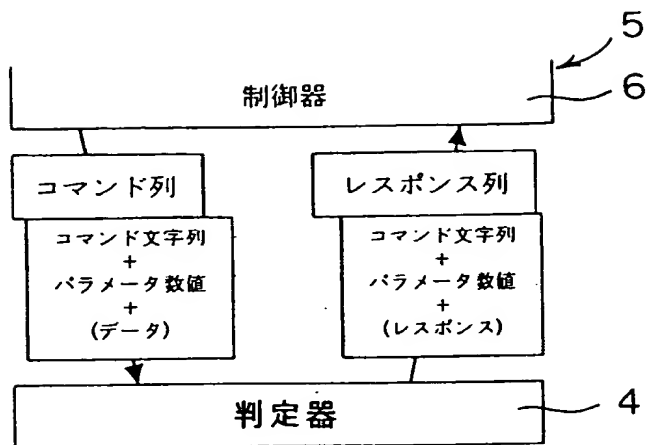 5
制御器
6
コマンド列
コマンド文字列
+
パラメータ数値
+
(データ)
レスポンス列
コマンド文字列
+
パラメータ数値
+
(レスポンス)
判定器
4